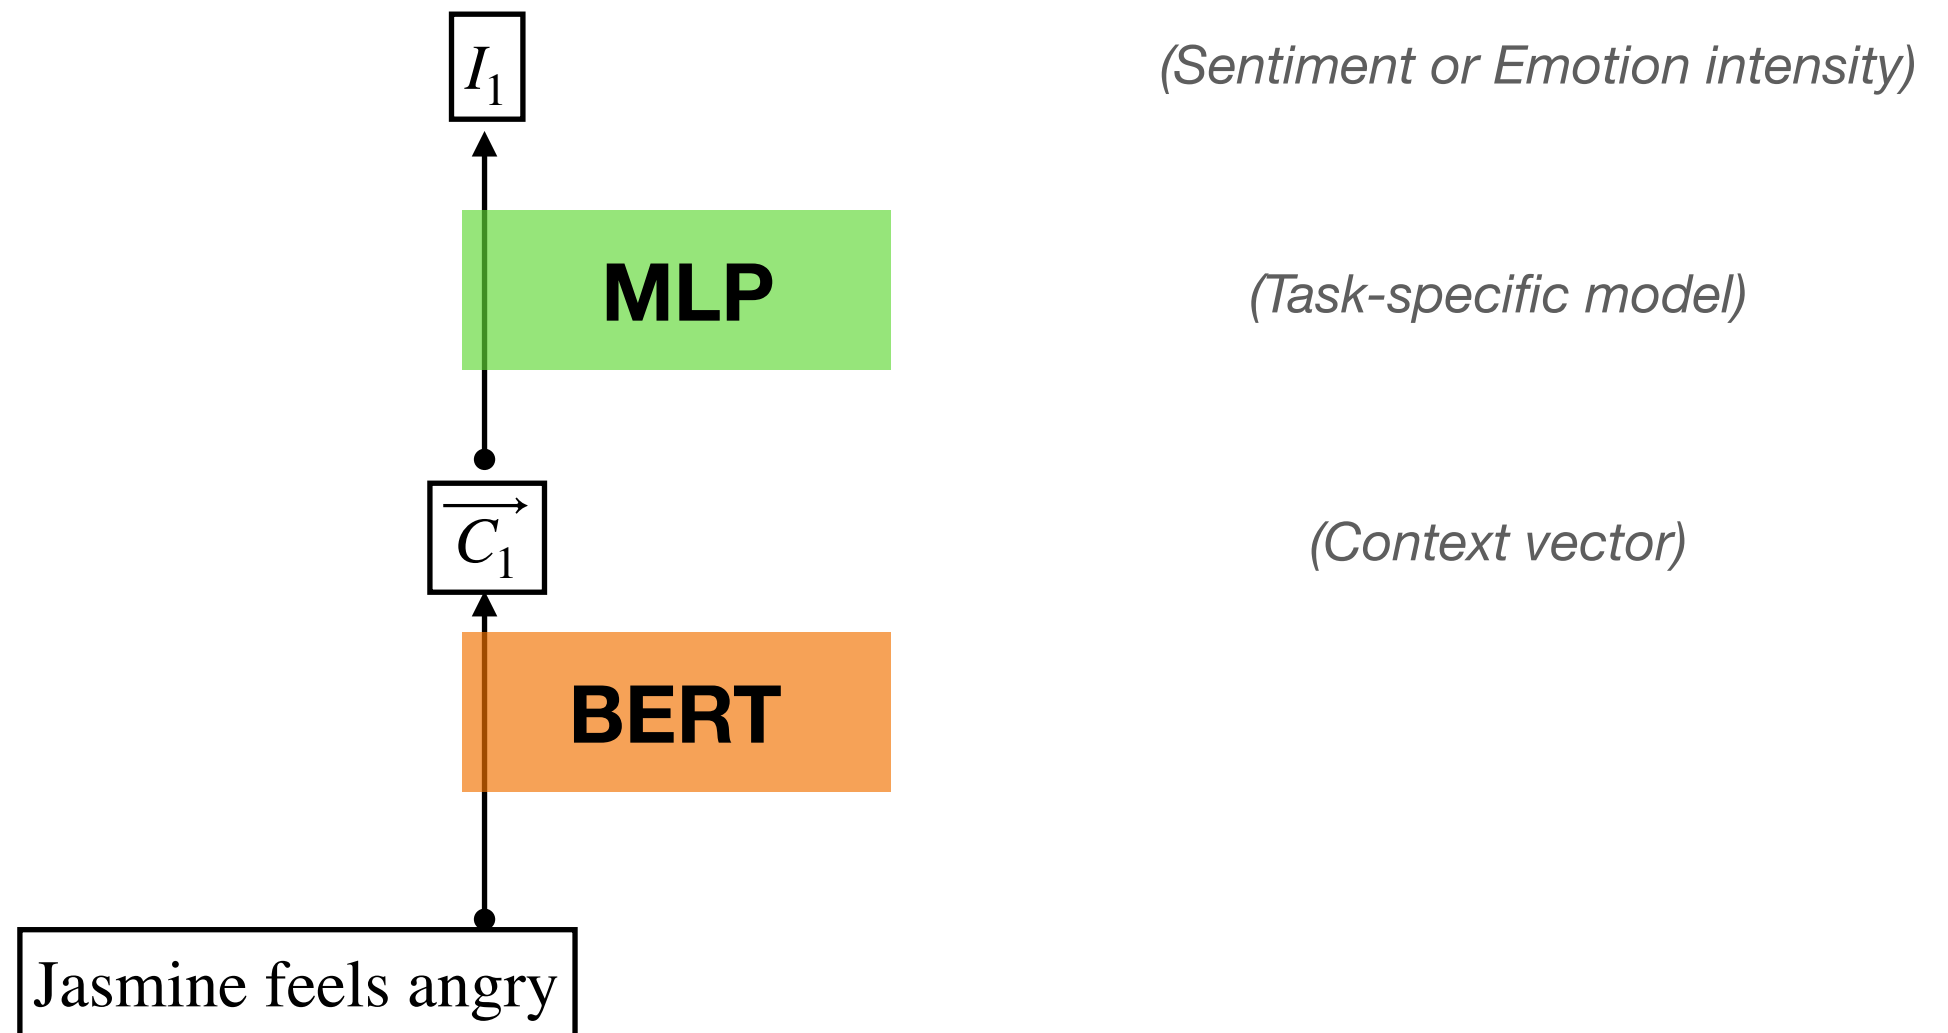 I₁ (Sentiment or Emotion intensity)
MLP (Task-specific model)
C₁ (Context vector)
BERT
Jasmine feels angry